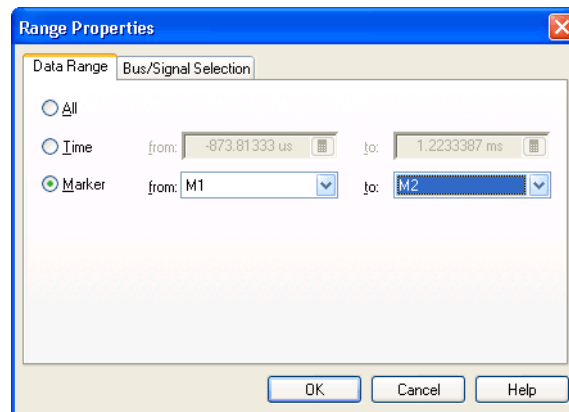 Range Properties
Data Range Bus/Signal Selection
All
Time from: -873.81333 us to: 1.2233387 ms
Marker from: M1 to: M2
OK Cancel Help